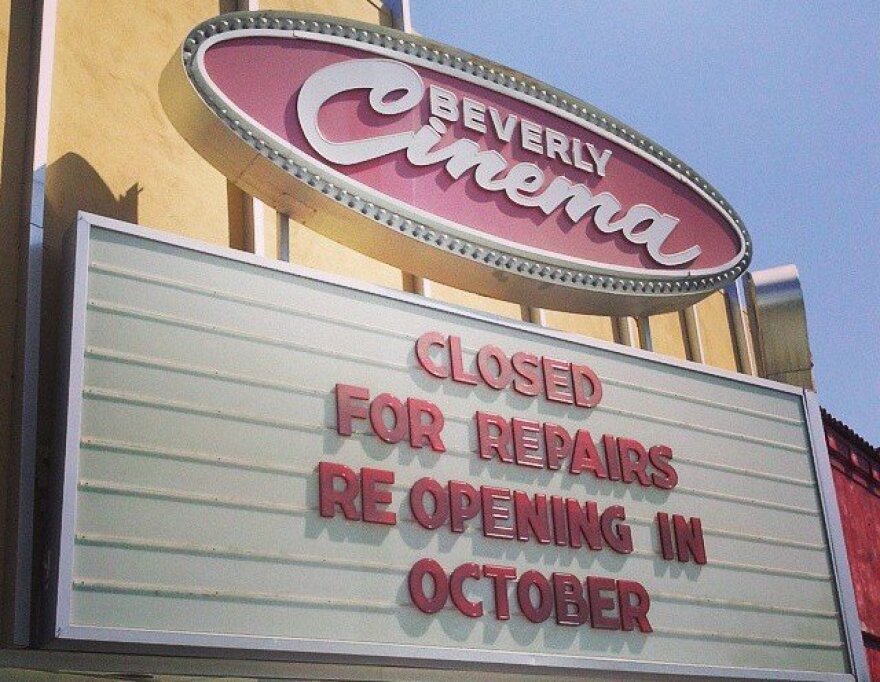 BEVERLY
Cinema
CLOSED
FOR REPAIRS
RE OPENING IN
OCTOBER